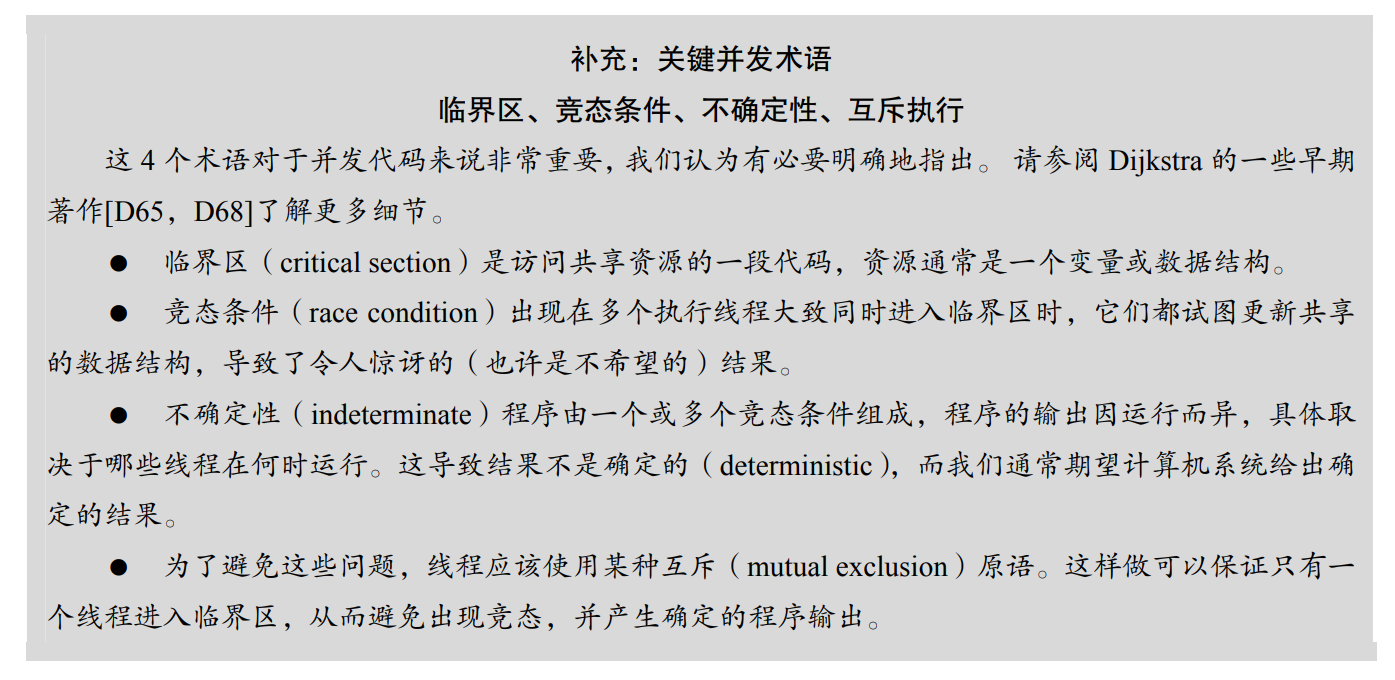 补充：关键并发术语
临界区、竞态条件、不确定性、互斥执行
这 4 个术语对于并发代码来说非常重要，我们认为有必要明确地指出。 请参阅 Dijkstra 的一些早期
著作[D65，D68]了解更多细节。
● 临界区（critical section）是访问共享资源的一段代码，资源通常是一个变量或数据结构。
● 竞态条件（race condition）出现在多个执行线程大致同时进入临界区时，它们都试图更新共享
的数据结构，导致了令人惊讶的（也许是不希望的）结果。
● 不确定性（indeterminate）程序由一个或多个竞态条件组成，程序的输出因运行而异，具体取
决于哪些线程在何时运行。这导致结果不是确定的（deterministic），而我们通常期望计算机系统给出确
定的结果。
● 为了避免这些问题，线程应该使用某种互斥（mutual exclusion）原语。这样做可以保证只有一
个线程进入临界区，从而避免出现竞态，并产生确定的程序输出。